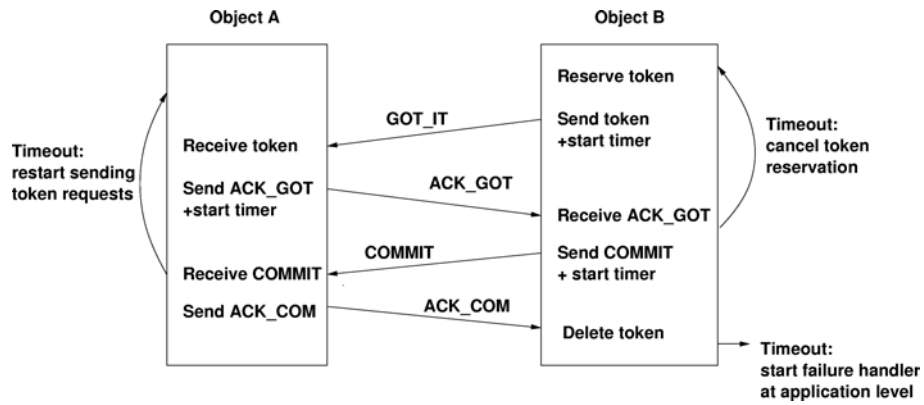 Object A
Object B
Reserve token
GOT_IT
Send token
+start timer
Timeout:
restart sending
token requests
Receive token
Timeout:
cancel token
reservation
Send ACK_GOT
+start timer
ACK_GOT
Receive ACK_GOT
COMMIT
Send COMMIT
+ start timer
Receive COMMIT
Send ACK_COM
ACK_COM
Delete token
Timeout:
start failure handler
at application level